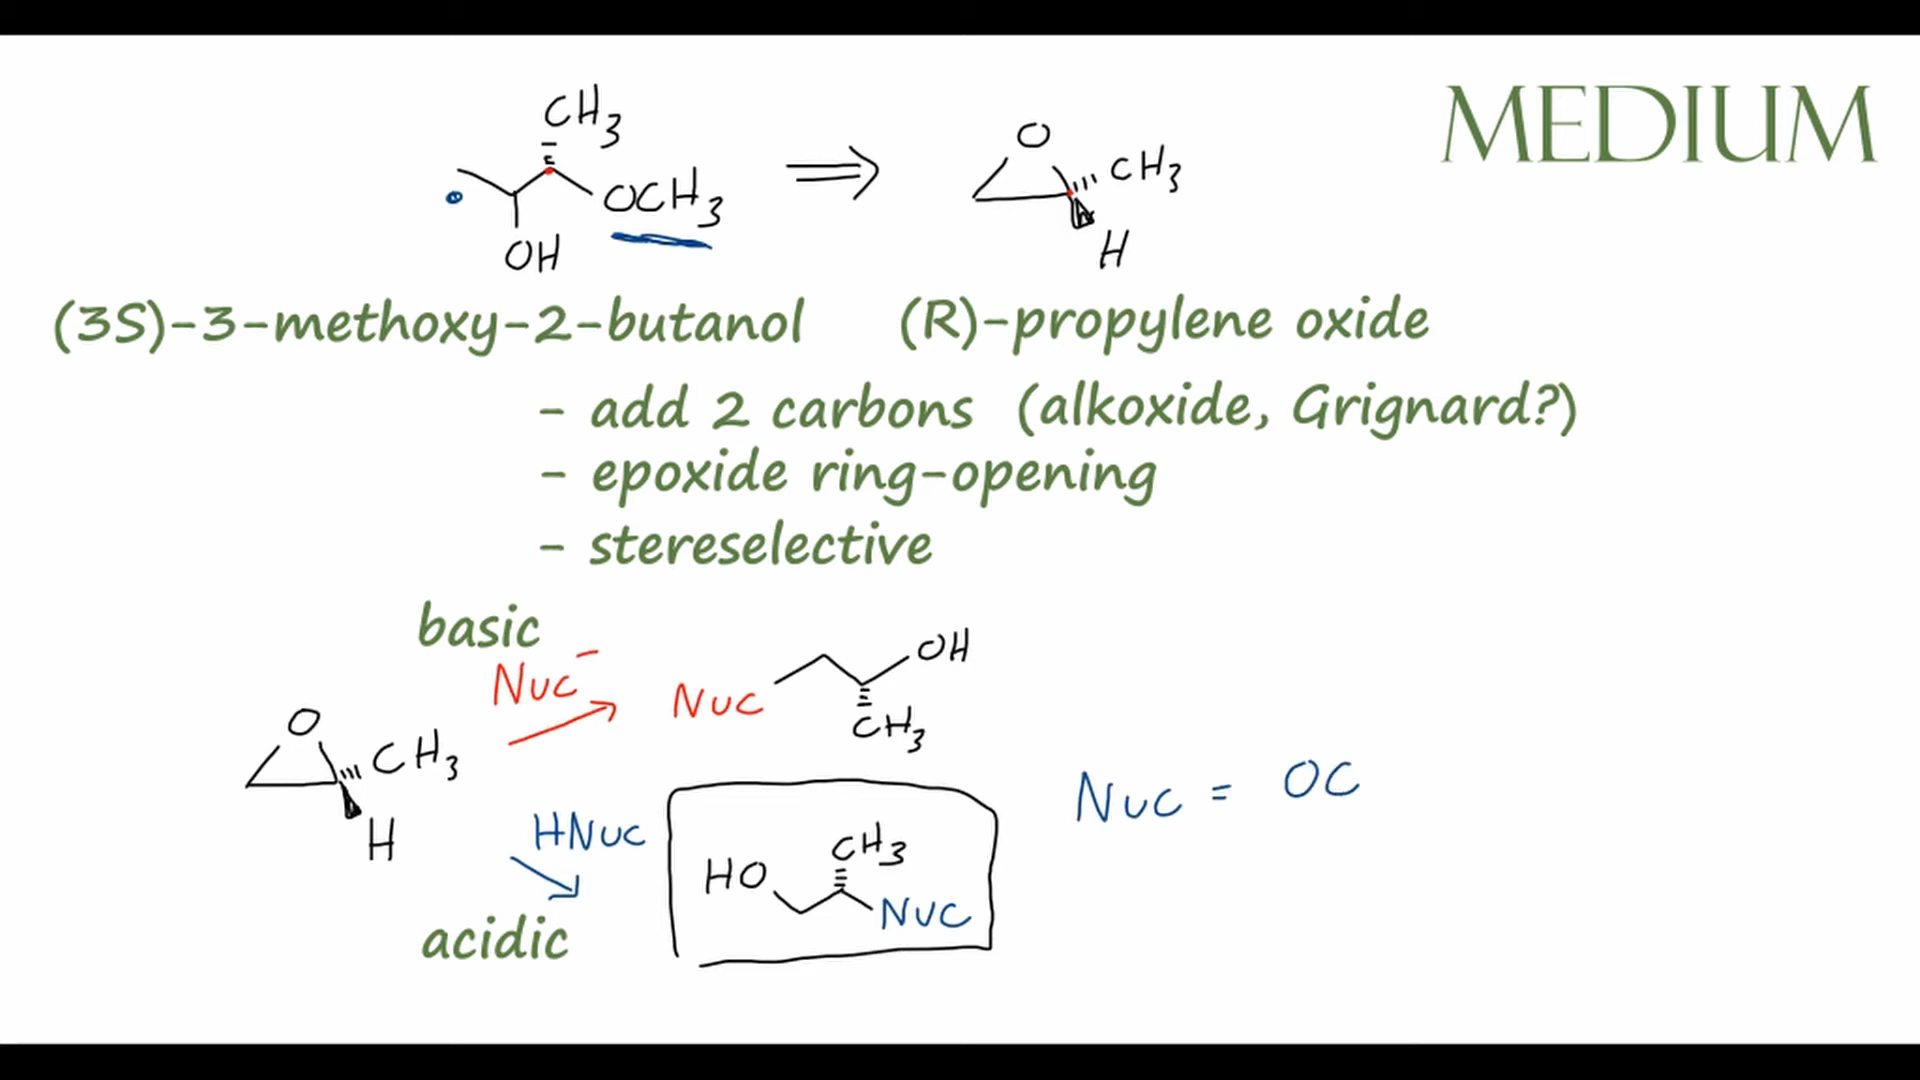 MEDIUM
CH3
OCH3
OH
O
CH3
H
(3S)-3-methoxy-2-butanol (R)-propylene oxide
- add 2 carbons (alkoxide, Grignard?)
- epoxide ring-opening
- stereselective
basic
Nuc⁻
Nuc
OH
CH3
O
CH3
H
HNuc
acidic
HO
CH3
Nuc
Nuc = OC